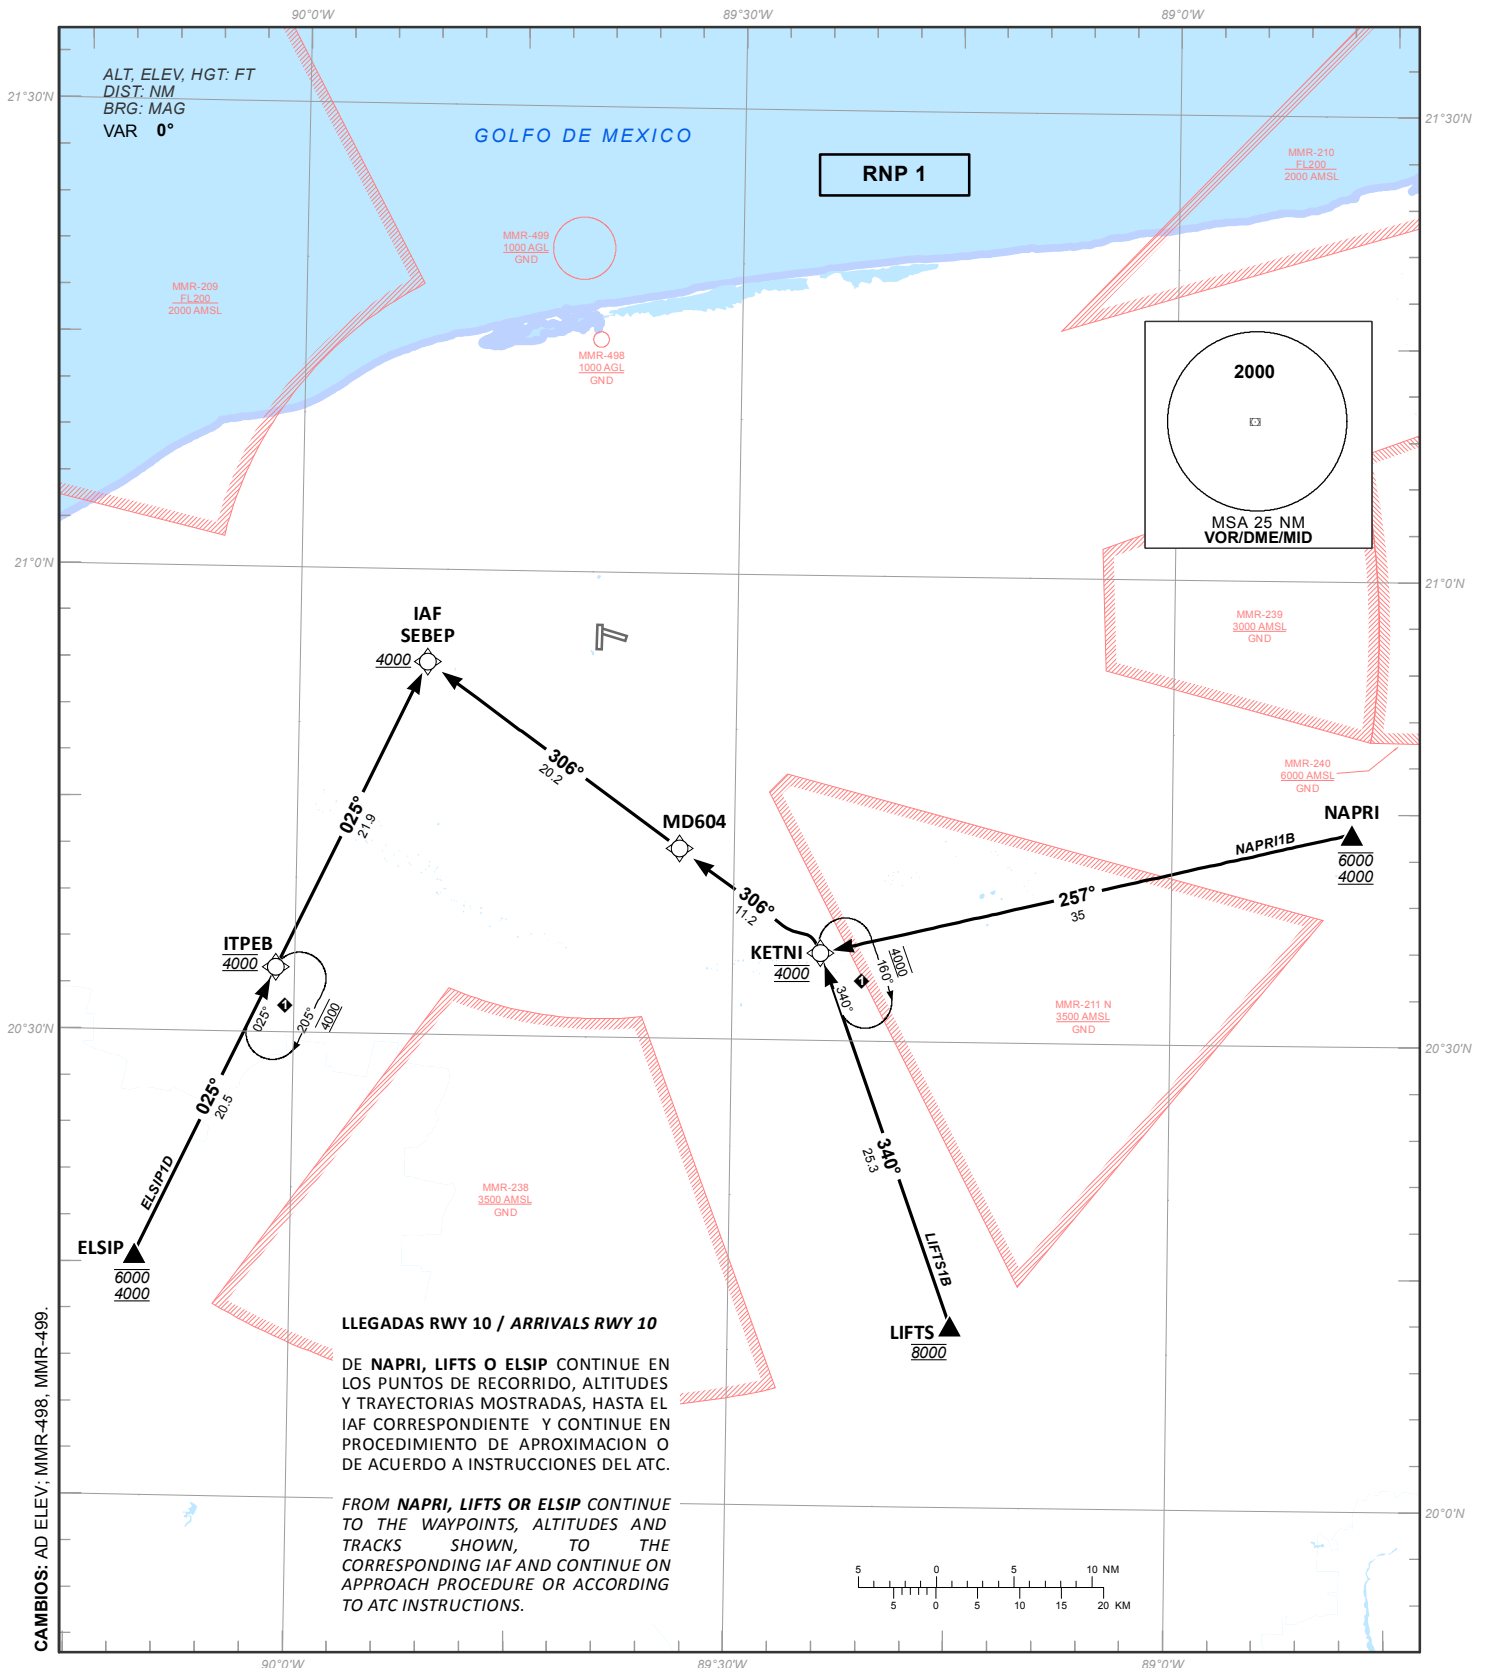 90°0'W
89°30'W
89°0'W
ALT, ELEV, HGT: FT
DIST: NM
BRG: MAG
VAR 0°
21°30'N
21°30'N
GOLFO DE MEXICO
RNP 1
MMR-210
FL200
2000 AMSL
MMR-499
1000 AGL
GND
MMR-209
FL200
2000 AMSL
MMR-498
1000 AGL
GND
2000
MSA 25 NM
VOR/DME/MID
21°0'N
21°0'N
IAF
SEBEP
4000
MMR-239
3000 AMSL
GND
306°
20.2
MMR-240
6000 AMSL
GND
025°
21.9
MD604
NAPRI
6000
4000
NAPRI1B
257°
35
306°
11.2
ITPEB
4000
KETNI
4000
4000
160°
340°
1
1
025°
205°
4000
MMR-211 N
3500 AMSL
GND
20°30'N
20°30'N
025°
20.5
340°
25.3
ELSIP1D
MMR-238
3500 AMSL
GND
ELSIP
6000
4000
LIFTS1B
LIFTS
8000
LLEGADAS RWY 10 / ARRIVALS RWY 10
DE NAPRI, LIFTS O ELSIP CONTINUE EN
LOS PUNTOS DE RECORRIDO, ALTITUDES
Y TRAYECTORIAS MOSTRADAS, HASTA EL
IAF CORRESPONDIENTE Y CONTINUE EN
PROCEDIMIENTO DE APROXIMACION O
DE ACUERDO A INSTRUCCIONES DEL ATC.
FROM NAPRI, LIFTS OR ELSIP CONTINUE
TO THE WAYPOINTS, ALTITUDES AND
TRACKS SHOWN, TO THE
CORRESPONDING IAF AND CONTINUE ON
APPROACH PROCEDURE OR ACCORDING
TO ATC INSTRUCTIONS.
20°0'N
5 0 5 10 NM
5 0 5 10 15 20 KM
CAMBIOS: AD ELEV; MMR-498, MMR-499.
90°0'W
89°30'W
89°0'W